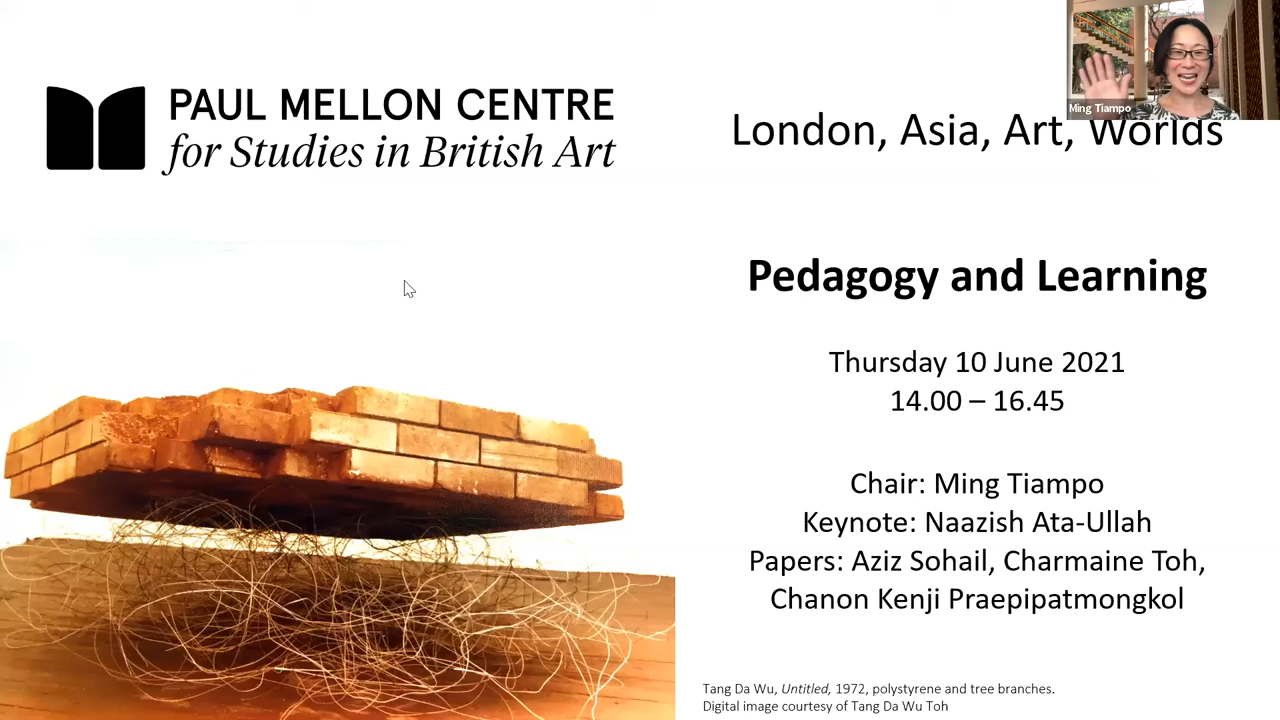 PAUL MELLON CENTRE
for Studies in British Art
Ming Tiampo
London, Asia, Art, Worlds
Pedagogy and Learning
Thursday 10 June 2021
14.00 – 16.45
Chair: Ming Tiampo
Keynote: Naazish Ata-Ullah
Papers: Aziz Sohail, Charmaine Toh,
Chanon Kenji Praepipatmongkol
Tang Da Wu, Untitled, 1972, polystyrene and tree branches.
Digital image courtesy of Tang Da Wu Toh